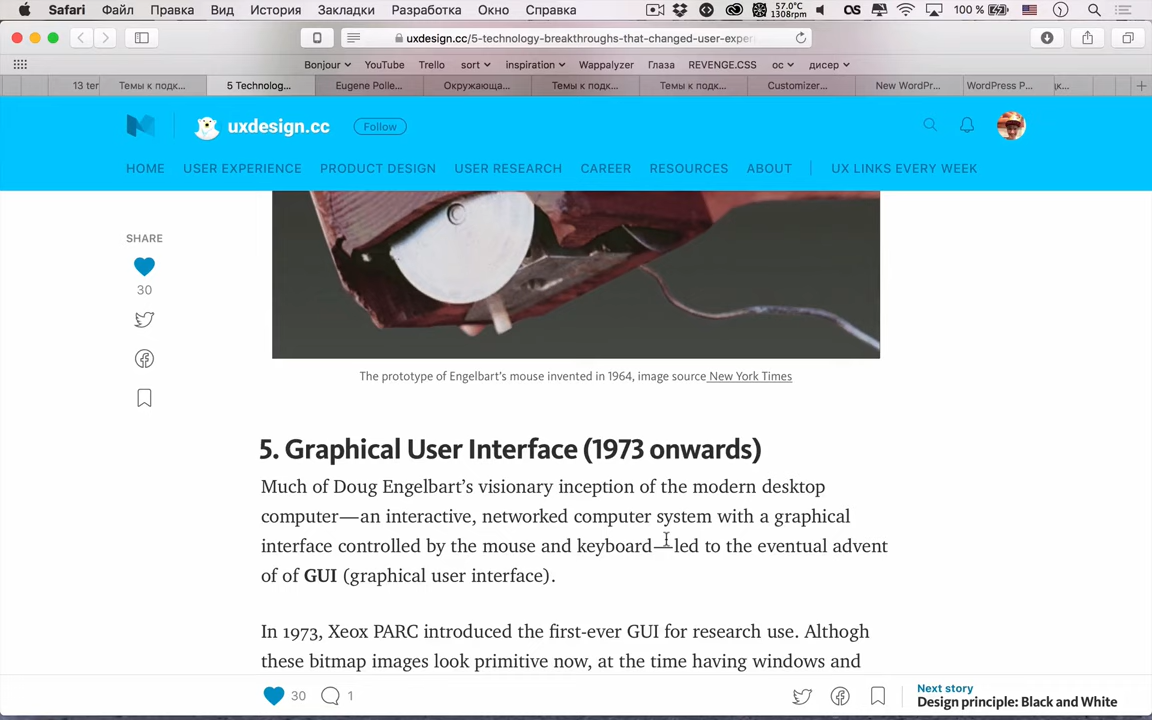 Safari Файл Правка Вид История Закладки Разработка Окно Справка
57.0°C
1308rpm
100 %
uxdesign.cc/5-technology-breakthroughs-that-changed-user-exper
Bonjour YouTube Trello sort inspiration Wappalyzer Глаза REVENGE.CSS ос дисер
13 ter Темы к подк... 5 Technolog... Eugene Polle... Окружающа... Темы к подк... Темы к подк... Customizer... New WordPr... WordPress P... к...
uxdesign.cc Follow
HOME USER EXPERIENCE PRODUCT DESIGN USER RESEARCH CAREER RESOURCES ABOUT UX LINKS EVERY WEEK
SHARE
30
The prototype of Engelbart's mouse invented in 1964, image source New York Times
5. Graphical User Interface (1973 onwards)
Much of Doug Engelbart's visionary inception of the modern desktop
computer—an interactive, networked computer system with a graphical
interface controlled by the mouse and keyboard—led to the eventual advent
of of GUI (graphical user interface).
In 1973, Xeox PARC introduced the first-ever GUI for research use. Althogh
these bitmap images look primitive now, at the time having windows and
30 1
Next story
Design principle: Black and White